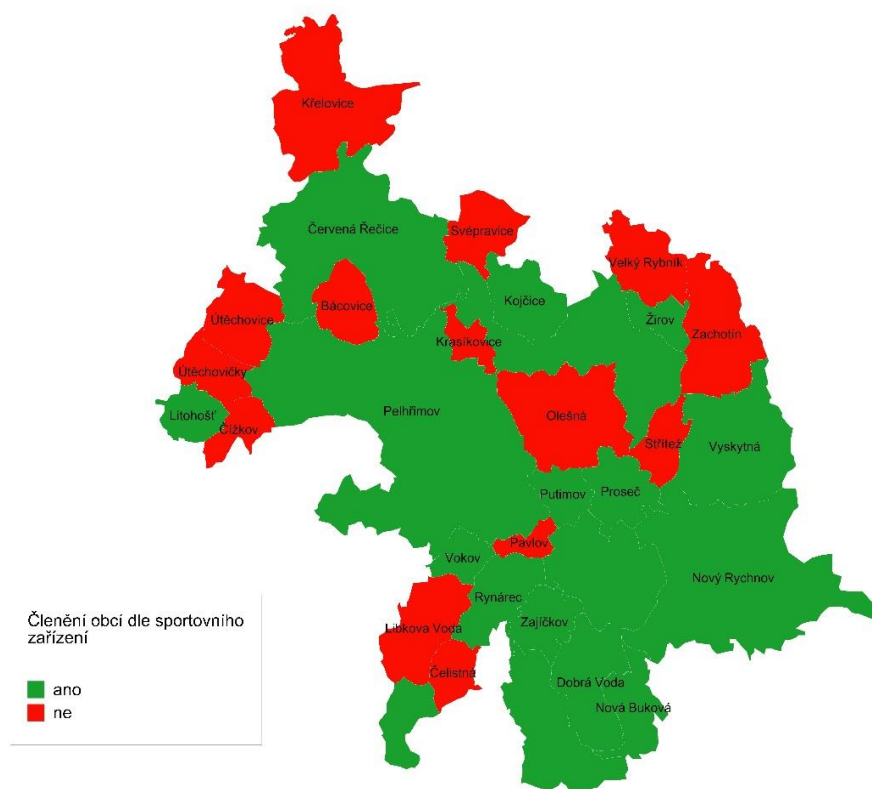 Křelovice
Červená Řečice
Svépravice
Velký Rybník
Bácovice
Kojčice
Útěchovice
Žirov
Zachotín
Krasíkovice
Útěchovičky
Litohošť
Pelhřimov
Olešná
Čížkov
Střítež
Vyskytná
Putimov
Proseč
Pavlov
Vokov
Nový Rychnov
Rynárec
Libkova Voda
Zajíčkov
Čelistná
Dobrá Voda
Nová Buková
Členění obcí dle sportovního
zařízení
ano
ne